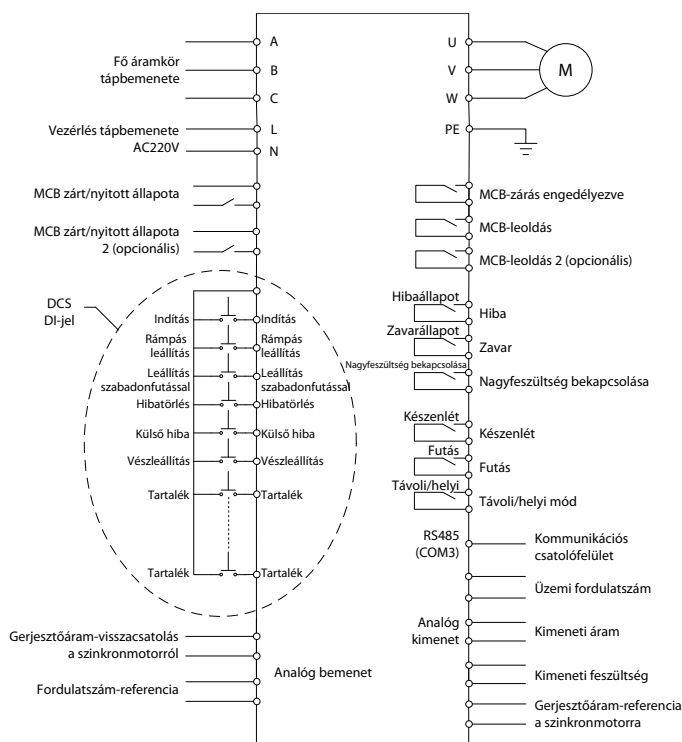 Fő áramkör
tápbemenete
A
B
C
Vezérlés tápbemenete
AC220V
L
N
MCB zárt/nyitott állapota
MCB zárt/nyitott állapota
2 (opcionális)
DCS
DI-jel
Indítás
Indítás
Rámpás
leállítás
Rámpás
leállítás
Leállítás
szabadonfutással
Leállítás
szabadonfutással
Hibatörlés
Hibatörlés
Külső hiba
Külső hiba
Vészleállítás
Vészleállítás
Tartalék
Tartalék
Tartalék
Tartalék
Gerjesztőáram-visszacsatolás
a szinkronmotorról
Fordulatszám-referencia
Analóg bemenet
U
V
W
PE
M
MCB-zárás engedélyezve
MCB-leoldás
MCB-leoldás 2 (opcionális)
Hibaállapot
Hiba
Zavarállapot
Zavar
Nagyfeszültség bekapcsolása
Nagyfeszültség bekapcsolása
Készenlét
Készenlét
Futás
Futás
Távoli/helyi
Távoli/helyi mód
RS485
(COM3)
Kommunikációs
csatolófelület
Üzemi fordulatszám
Analóg
kimenet
Kimeneti áram
Kimeneti feszültség
Gerjesztőáram-referencia
a szinkronmotorra